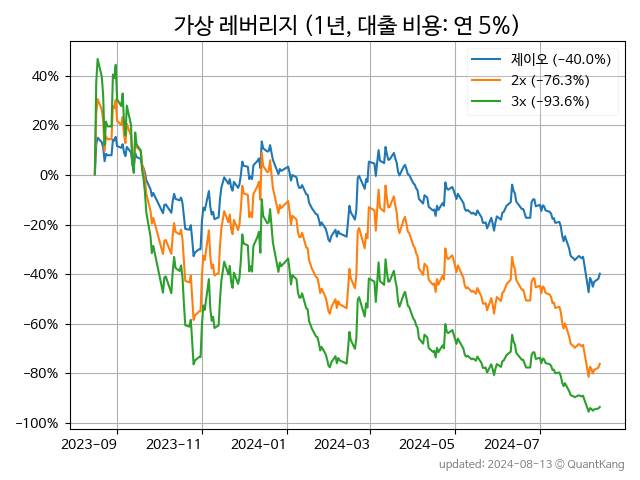 가상 레버리지 (1년, 대출 비용: 연 5%)
제이오 (−40.0%)
2x (−76.3%)
3x (−93.6%)
40%
20%
0%
−20%
−40%
−60%
−80%
−100%
2023-09
2023-11
2024-01
2024-03
2024-05
2024-07
updated: 2024-08-13 © QuantKang